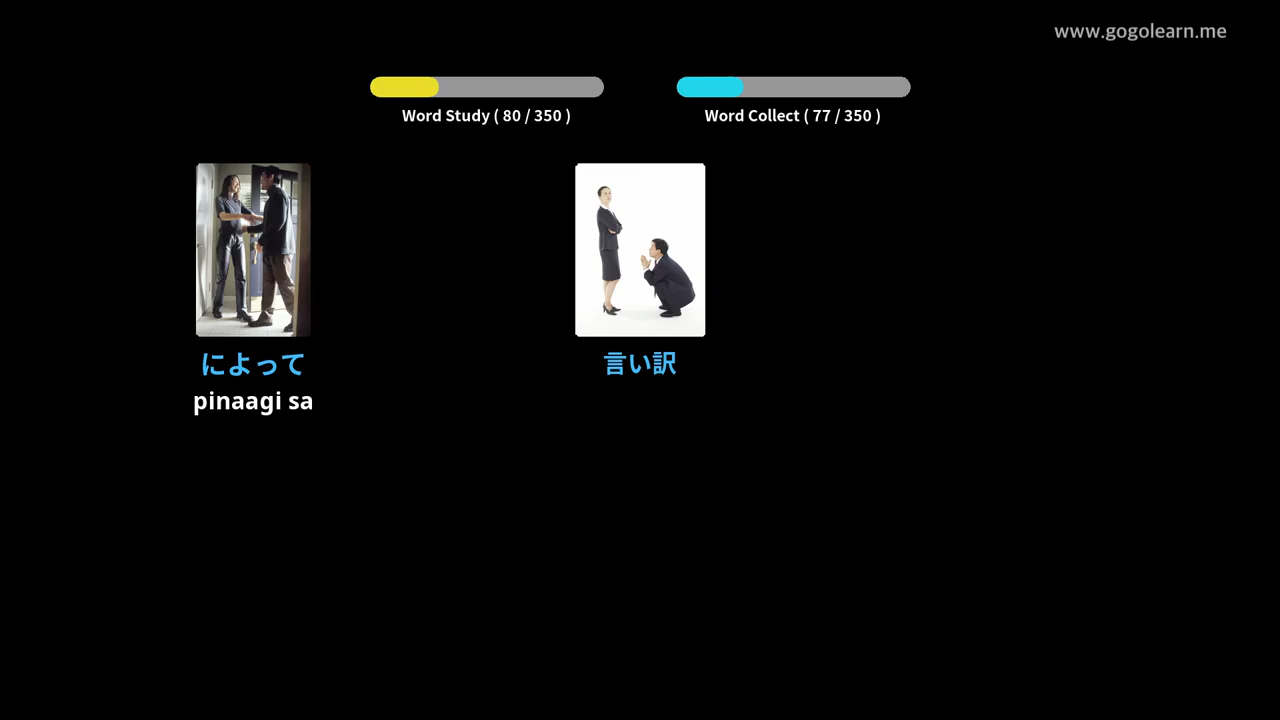 www.gogolearn.me
Word Study ( 80 / 350 )
Word Collect ( 77 / 350 )
によって
言い訳
pinaagi sa